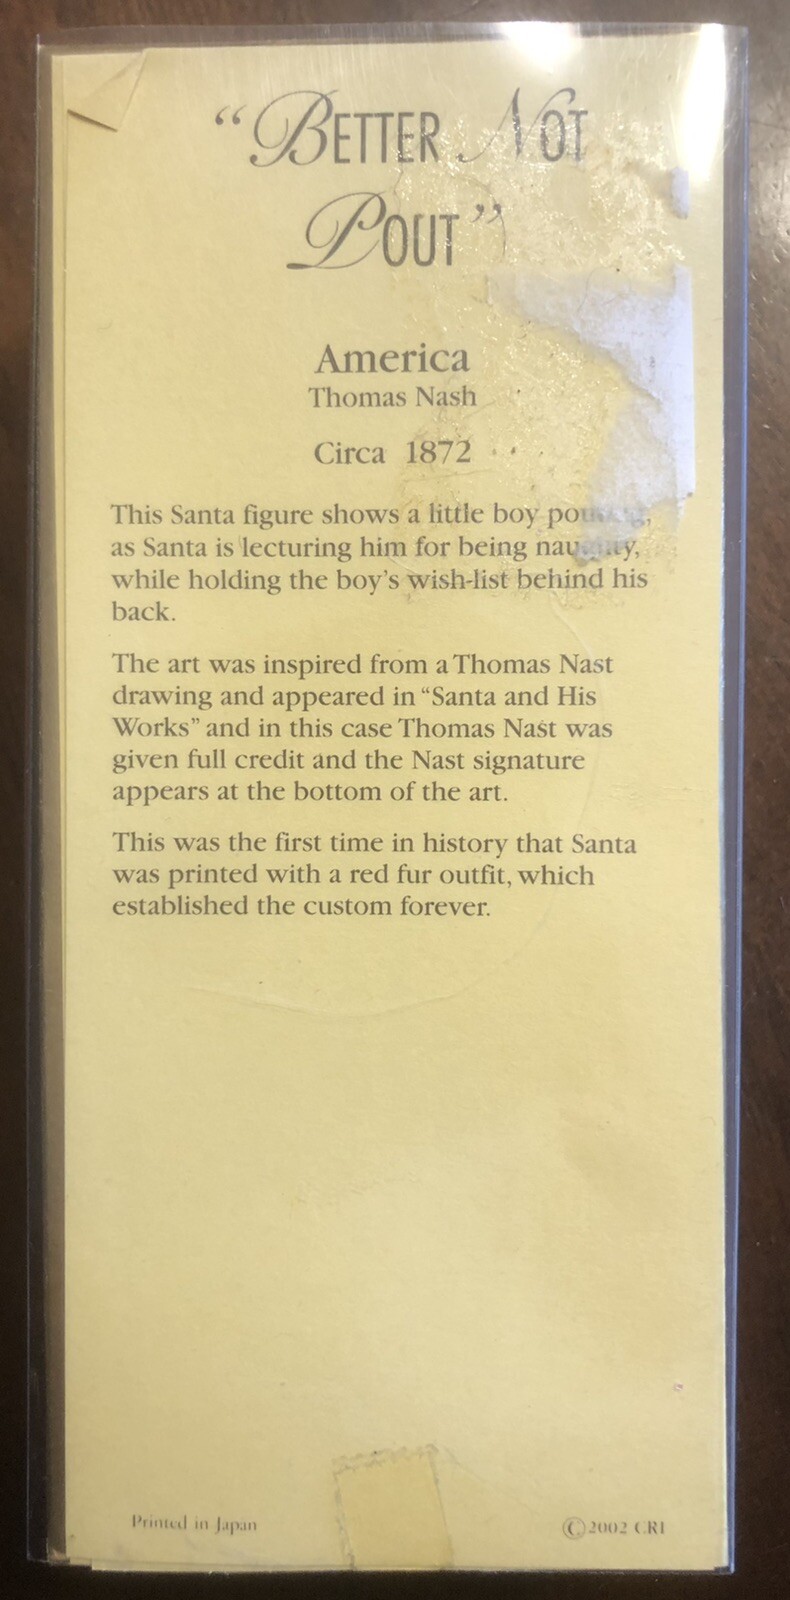 “BETTER NOT
POUT”
America
Thomas Nash
Circa 1872
This Santa figure shows a little boy
as Santa is lecturing him for being naughty,
while holding the boy's wish-list behind his
back.
The art was inspired from a Thomas Nast
drawing and appeared in “Santa and His
Works” and in this case Thomas Nast was
given full credit and the Nast signature
appears at the bottom of the art.
This was the first time in history that Santa
was printed with a red fur outfit, which
established the custom forever.
Printed in Japan
©2002 CRI